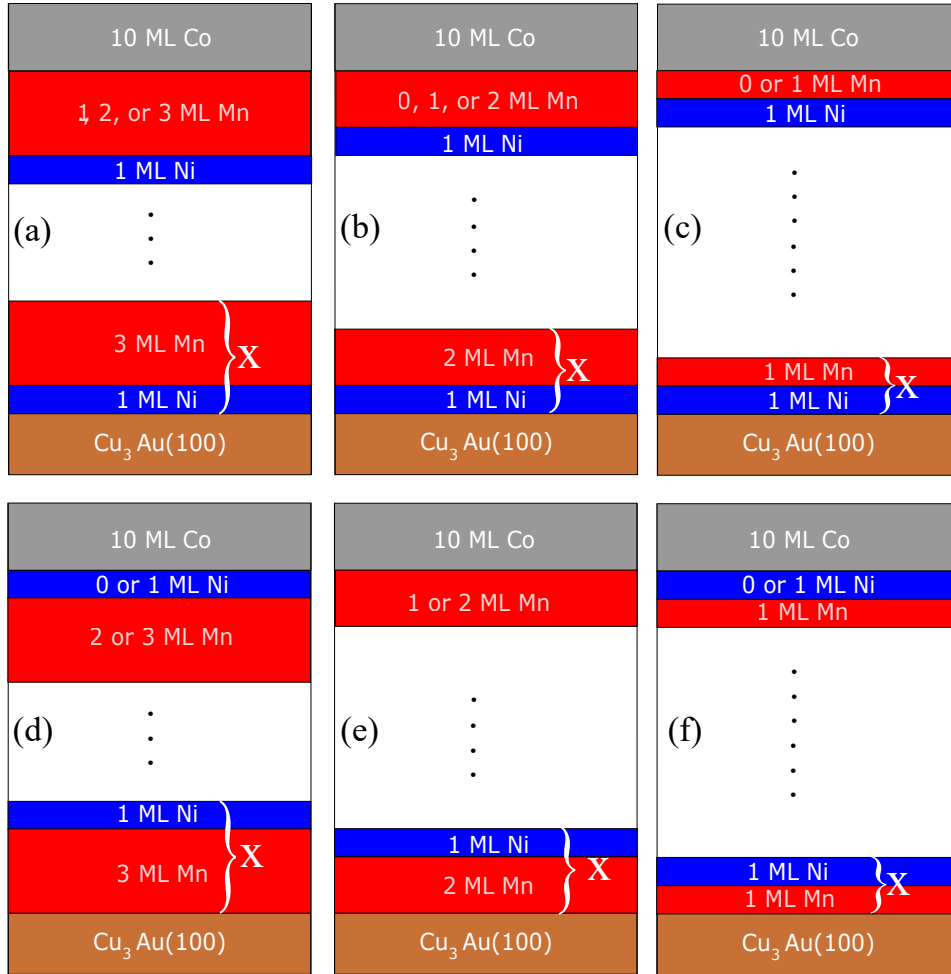 10 ML Co
1, 2, or 3 ML Mn
1 ML Ni
(a)
3 ML Mn
X
1 ML Ni
Cu3 Au(100)
10 ML Co
0, 1, or 2 ML Mn
1 ML Ni
(b)
2 ML Mn
X
1 ML Ni
Cu3 Au(100)
10 ML Co
0 or 1 ML Mn
1 ML Ni
(c)
1 ML Mn
X
1 ML Ni
Cu3 Au(100)
10 ML Co
0 or 1 ML Ni
2 or 3 ML Mn
(d)
1 ML Ni
X
3 ML Mn
Cu3 Au(100)
10 ML Co
1 or 2 ML Mn
(e)
1 ML Ni
X
2 ML Mn
Cu3 Au(100)
10 ML Co
0 or 1 ML Ni
1 ML Mn
(f)
1 ML Ni
X
1 ML Mn
Cu3 Au(100)